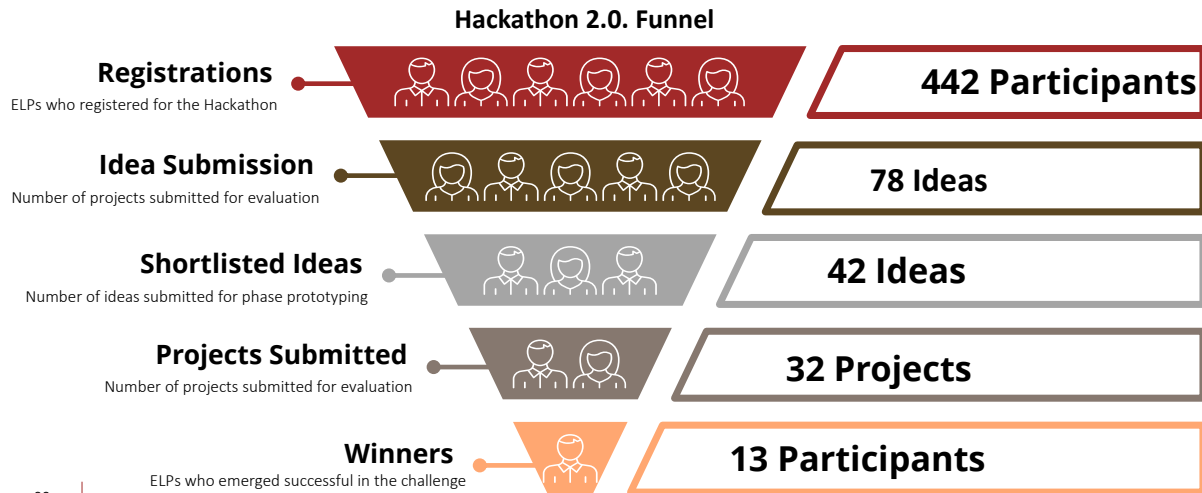 Hackathon 2.0. Funnel
Registrations
ELPs who registered for the Hackathon
442 Participants
Idea Submission
Number of projects submitted for evaluation
78 Ideas
Shortlisted Ideas
Number of ideas submitted for phase prototyping
42 Ideas
Projects Submitted
Number of projects submitted for evaluation
32 Projects
Winners
ELPs who emerged successful in the challenge
13 Participants